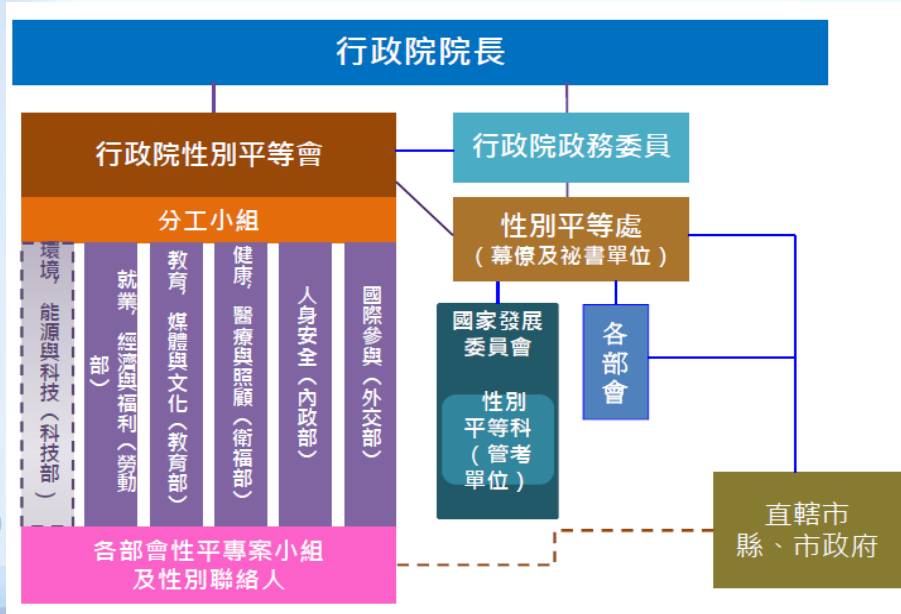 行政院院長
行政院性別平等會
行政院政務委員
分工小組
性別平等處
（幕僚及祕書單位）
環境，能源與科技（科技部）
就業，經濟與福利（勞動
部）
教育，媒體與文化（教育部）
健康，醫療與照顧（衛福部）
人身安全（內政部）
國際參與（外交部）
國家發展
委員會
性別
平等科
（管考
單位）
各部會
各部會性平專案小組
及性別聯絡人
直轄市
縣、市政府